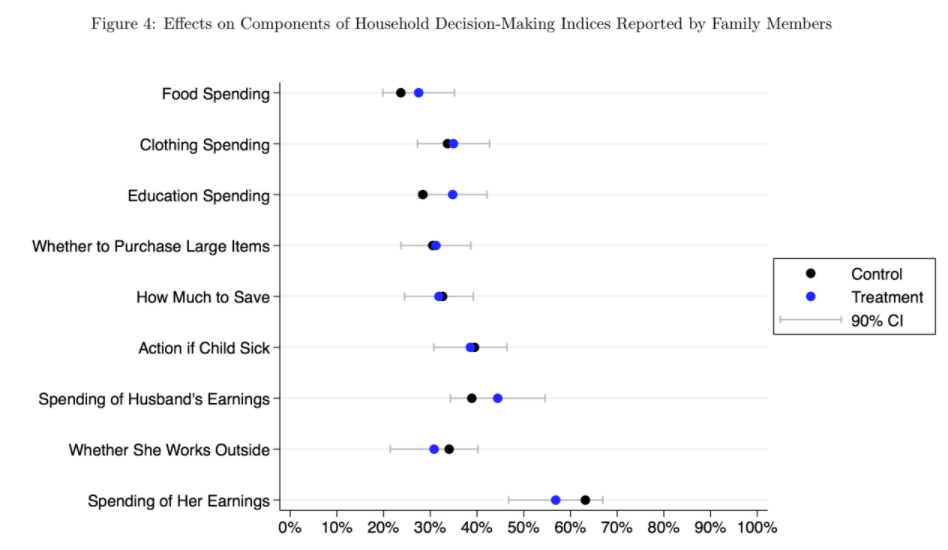 Figure 4: Effects on Components of Household Decision-Making Indices Reported by Family Members
Food Spending
Clothing Spending
Education Spending
Whether to Purchase Large Items
How Much to Save
Action if Child Sick
Spending of Husband's Earnings
Whether She Works Outside
Spending of Her Earnings
0% 10% 20% 30% 40% 50% 60% 70% 80% 90% 100%
Control
Treatment
90% CI